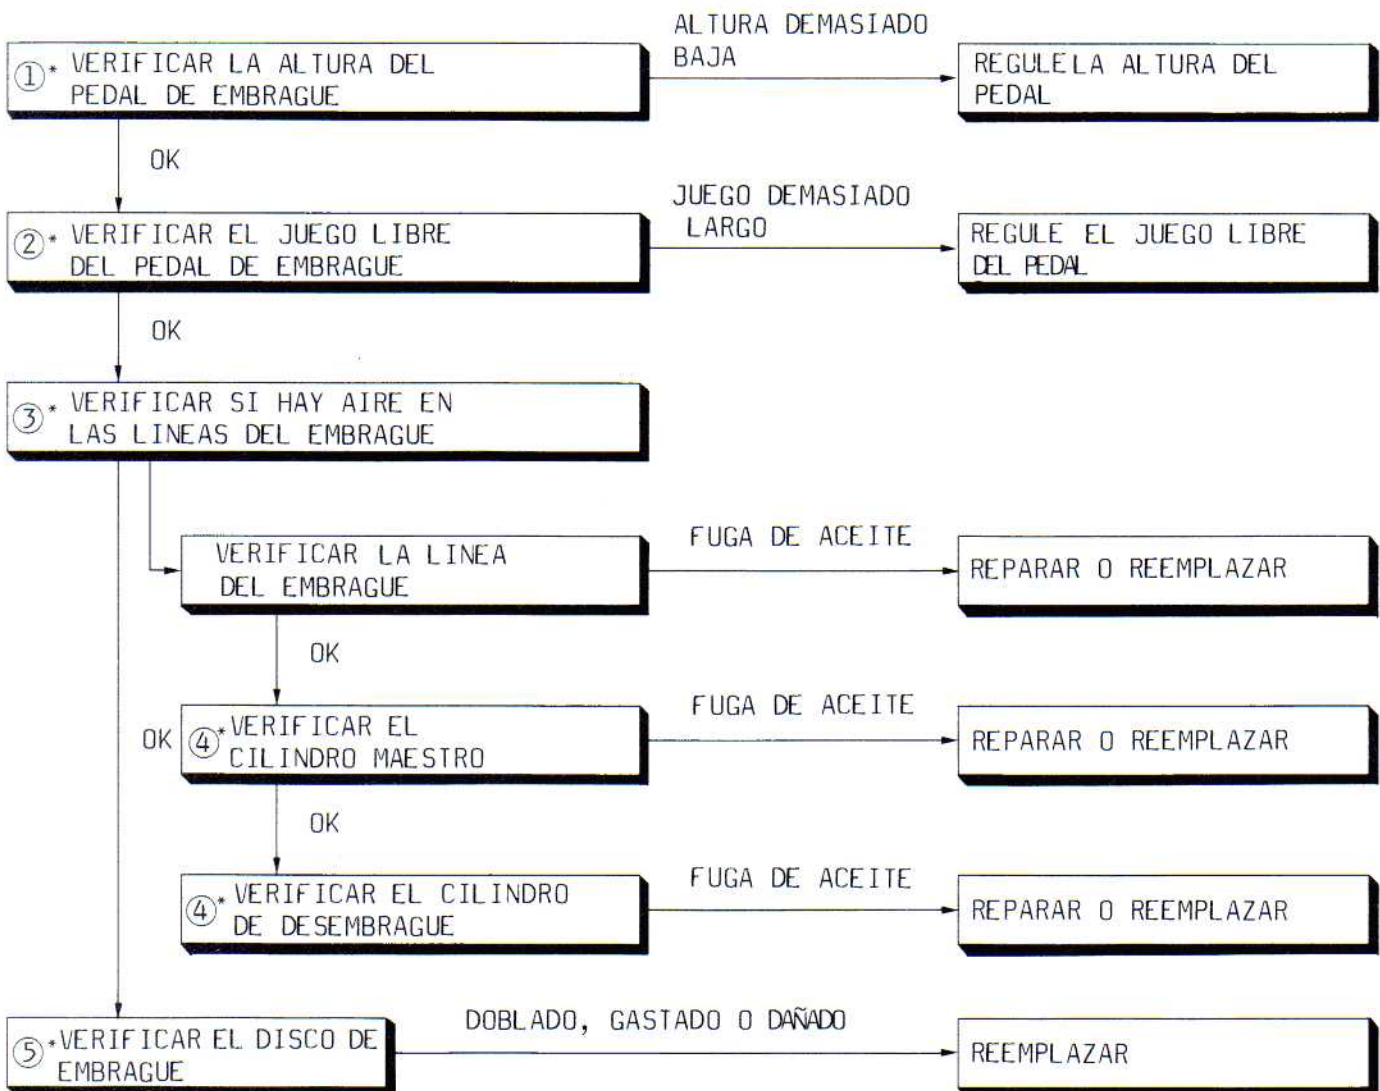 ALTURA DEMASIADO
BAJA
①* VERIFICAR LA ALTURA DEL
PEDAL DE EMBRAGUE
REGULELA ALTURA DEL
PEDAL
OK
JUEGO DEMASIADO
LARGO
②* VERIFICAR EL JUEGO LIBRE
DEL PEDAL DE EMBRAGUE
REGULE EL JUEGO LIBRE
DEL PEDAL
OK
③* VERIFICAR SI HAY AIRE EN
LAS LINEAS DEL EMBRAGUE
VERIFICAR LA LINEA
DEL EMBRAGUE
FUGA DE ACEITE
REPARAR O REEMPLAZAR
OK
OK
④* VERIFICAR EL
CILINDRO MAESTRO
FUGA DE ACEITE
REPARAR O REEMPLAZAR
OK
④* VERIFICAR EL CILINDRO
DE DESEMBRAGUE
FUGA DE ACEITE
REPARAR O REEMPLAZAR
⑤* VERIFICAR EL DISCO DE
EMBRAGUE
DOBLADO, GASTADO O DAÑADO
REEMPLAZAR